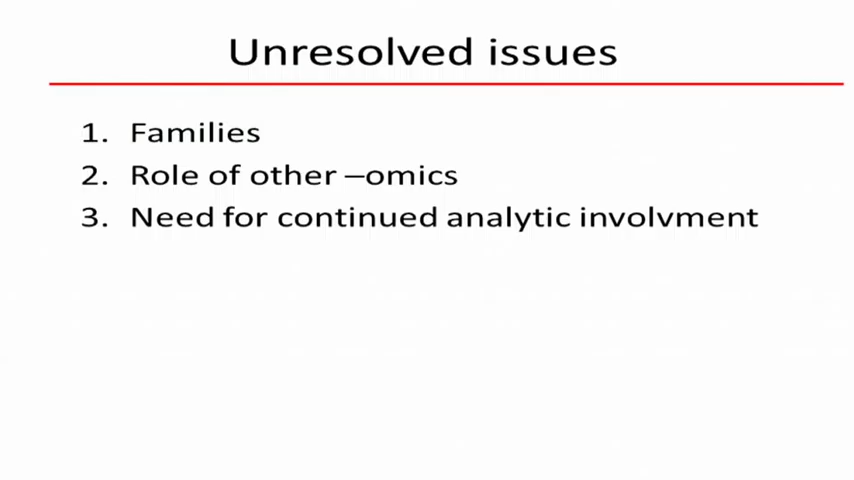 Unresolved issues
1. Families
2. Role of other –omics
3. Need for continued analytic involvment